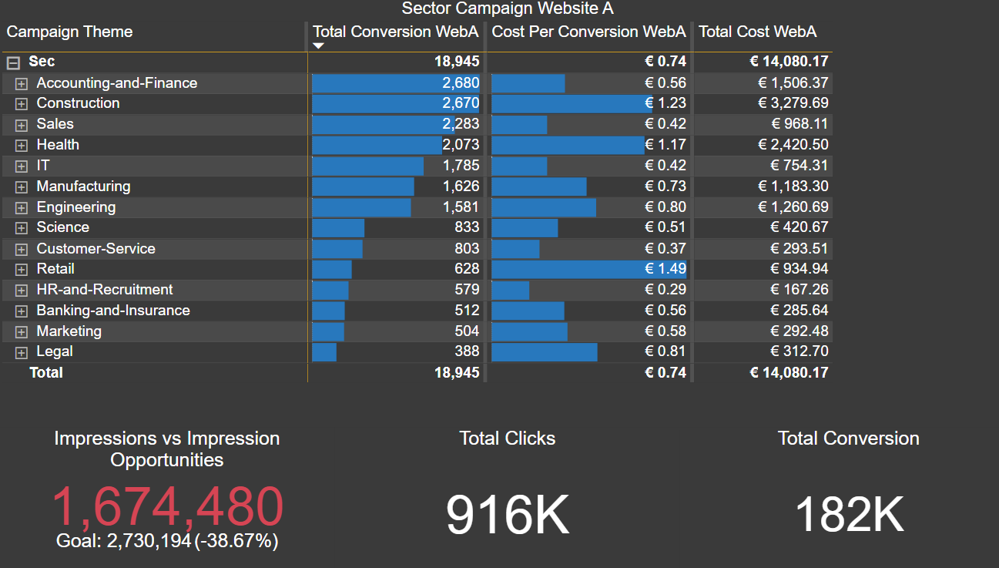 Sector Campaign Website A
Campaign Theme Total Conversion WebA Cost Per Conversion WebA Total Cost WebA
Sec 18,945 € 0.74 € 14,080.17
Accounting-and-Finance 2,680 € 0.56 € 1,506.37
Construction 2,670 € 1.23 € 3,279.69
Sales 2,283 € 0.42 € 968.11
Health 2,073 € 1.17 € 2,420.50
IT 1,785 € 0.42 € 754.31
Manufacturing 1,626 € 0.73 € 1,183.30
Engineering 1,581 € 0.80 € 1,260.69
Science 833 € 0.51 € 420.67
Customer-Service 803 € 0.37 € 293.51
Retail 628 € 1.49 € 934.94
HR-and-Recruitment 579 € 0.29 € 167.26
Banking-and-Insurance 512 € 0.56 € 285.64
Marketing 504 € 0.58 € 292.48
Legal 388 € 0.81 € 312.70
Total 18,945 € 0.74 € 14,080.17
Impressions vs Impression
Opportunities
1,674,480
Goal: 2,730,194 (-38.67%)
Total Clicks
916K
Total Conversion
182K